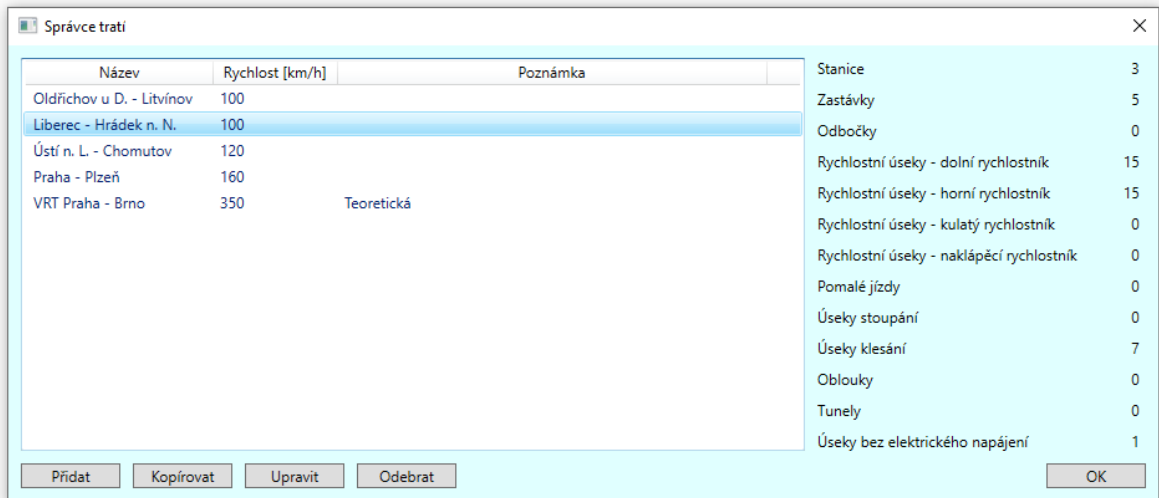 Správce tratí
Název Rychlost [km/h] Poznámka
Oldřichov u D. - Litvínov 100
Liberec - Hrádek n. N. 100
Ústí n. L. - Chomutov 120
Praha - Plzeň 160
VRT Praha - Brno 350 Teoretická
Stanice 3
Zastávky 5
Odbočky 0
Rychlostní úseky - dolní rychlostník 15
Rychlostní úseky - horní rychlostník 15
Rychlostní úseky - kulatý rychlostník 0
Rychlostní úseky - naklápěcí rychlostník 0
Pomalé jízdy 0
Úseky stoupání 0
Úseky klesání 7
Oblouky 0
Tunely 0
Úseky bez elektrického napájení 1
Přidat Kopírovat Upravit Odebrat OK